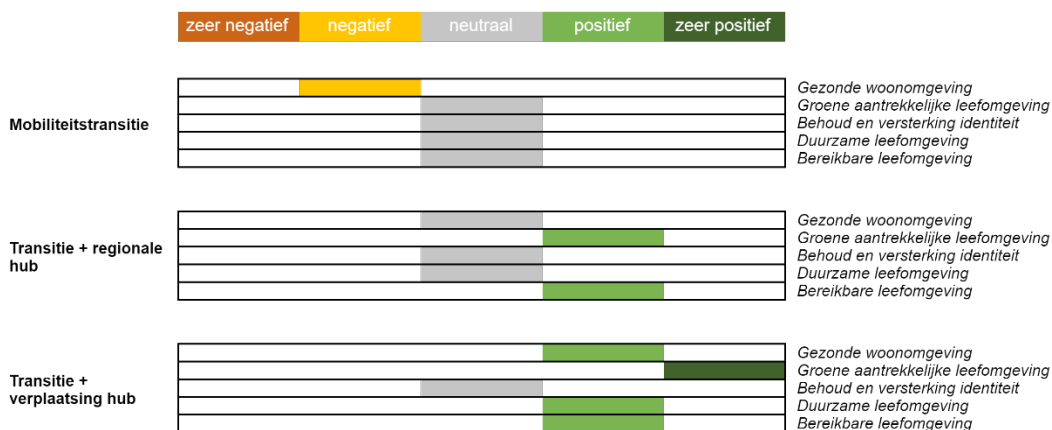 zeer negatief negatief neutraal positief zeer positief
Gezonde woonomgeving
Groene aantrekkelijke leefomgeving
Mobiliteitstransitie
Behoud en versterking identiteit
Duurzame leefomgeving
Bereikbare leefomgeving
Gezonde woonomgeving
Groene aantrekkelijke leefomgeving
Transitie + regionale
hub
Behoud en versterking identiteit
Duurzame leefomgeving
Bereikbare leefomgeving
Gezonde woonomgeving
Groene aantrekkelijke leefomgeving
Transitie +
verplaatsing hub
Behoud en versterking identiteit
Duurzame leefomgeving
Bereikbare leefomgeving